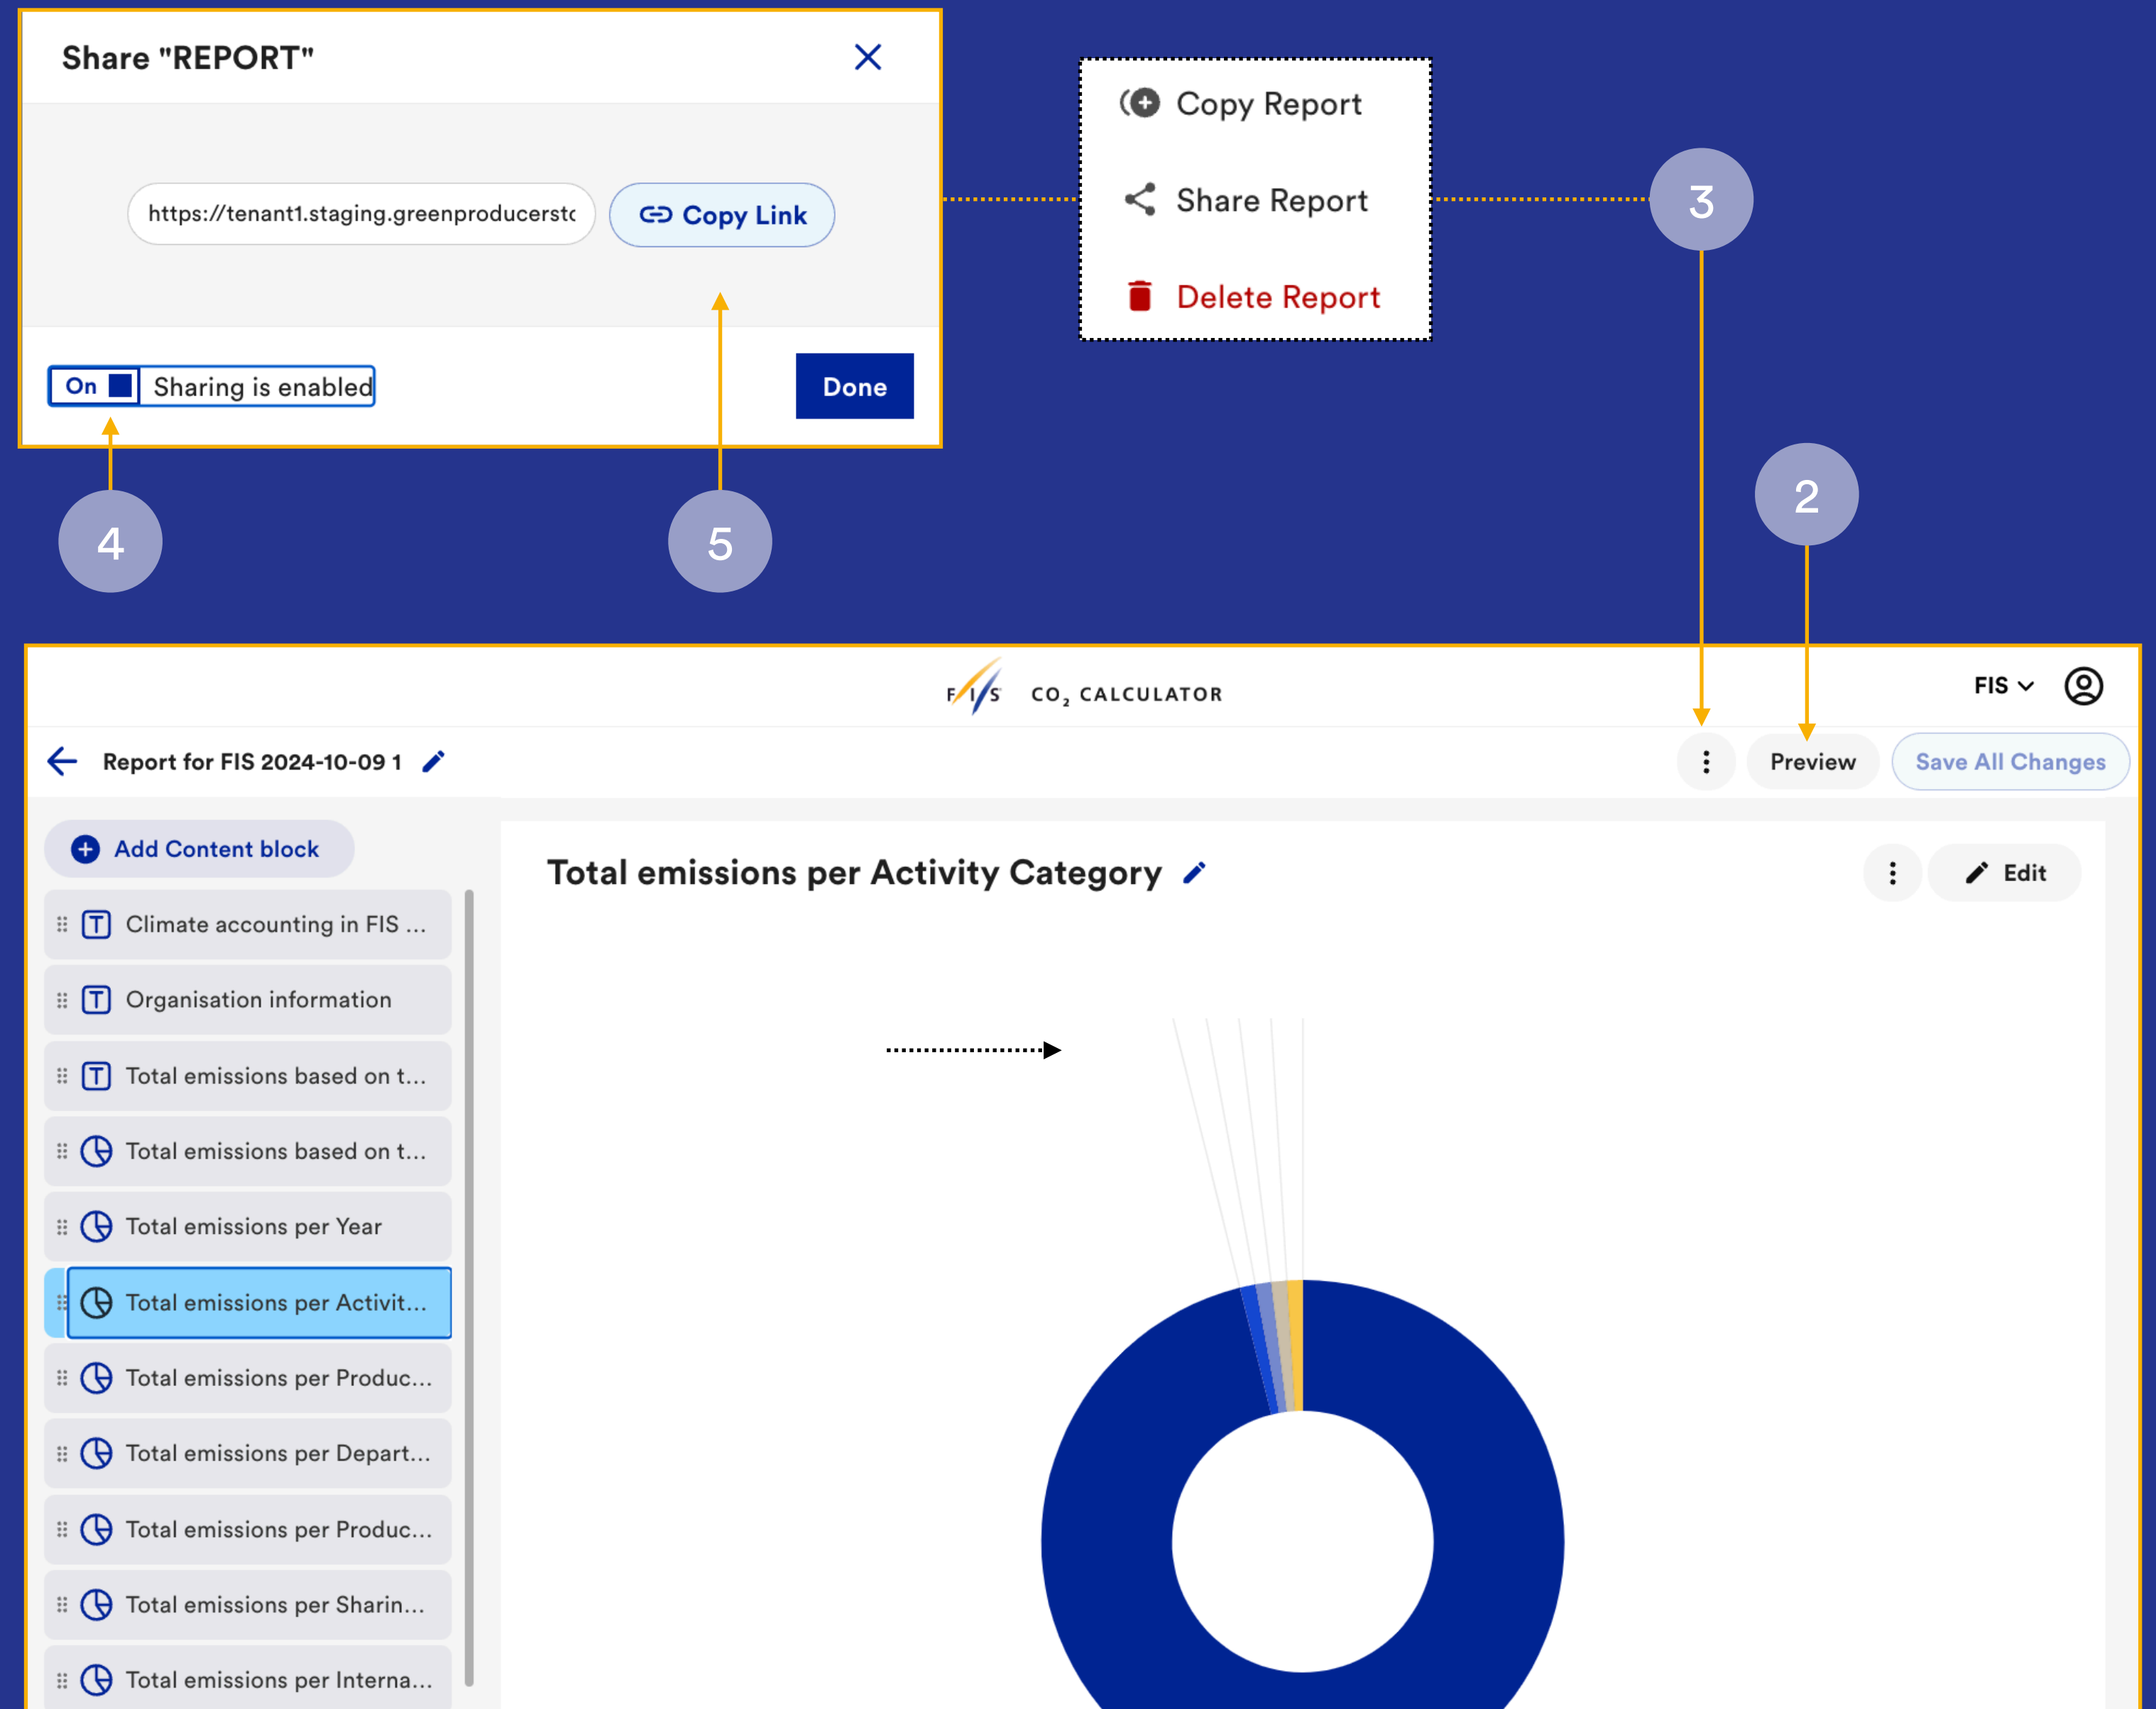 Share "REPORT"
https://tenant1.staging.greenproducersto
Copy Link
On
Sharing is enabled
Done
Copy Report
Share Report
Delete Report
3
2
4
5
FIS
CO₂ CALCULATOR
FIS
Report for FIS 2024-10-09 1
Preview
Save All Changes
Add Content block
Climate accounting in FIS ...
Organisation information
Total emissions based on t...
Total emissions based on t...
Total emissions per Year
Total emissions per Activit...
Total emissions per Produc...
Total emissions per Depart...
Total emissions per Produc...
Total emissions per Sharin...
Total emissions per Interna...
Total emissions per Activity Category
Edit